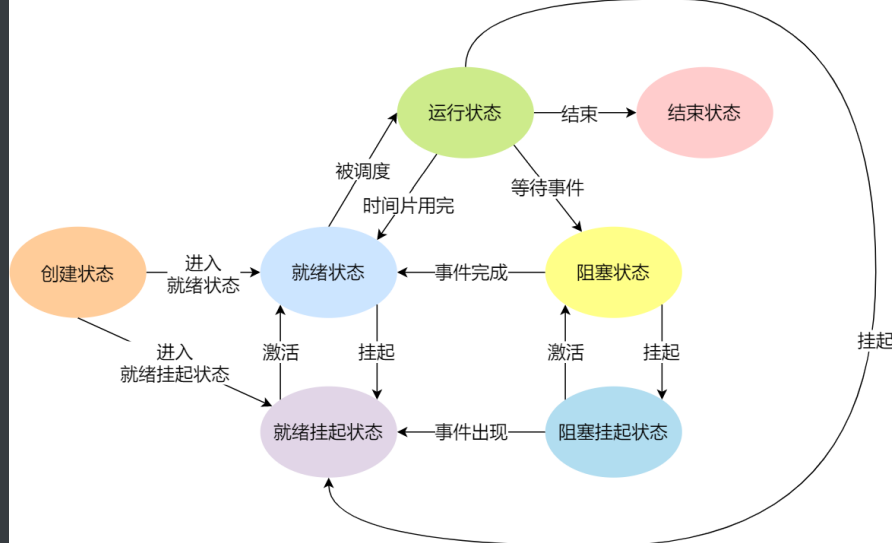 运行状态
结束
结束状态
被调度
时间片用完
等待事件
创建状态
进入
就绪状态
就绪状态
事件完成
阻塞状态
进入
就绪挂起状态
激活
挂起
激活
挂起
挂起
就绪挂起状态
事件出现
阻塞挂起状态